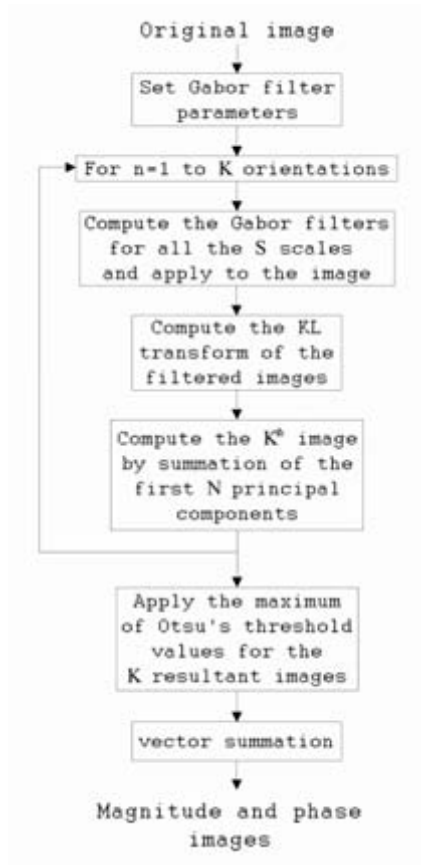 Original image
Set Gabor filter
parameters
For n=1 to K orientations
Compute the Gabor filters
for all the S scales
and apply to the image
Compute the KL
transform of the
filtered images
Compute the Kth image
by summation of the
first N principal
components
Apply the maximum
of Otsu's threshold
values for the
K resultant images
vector summation
Magnitude and phase
images